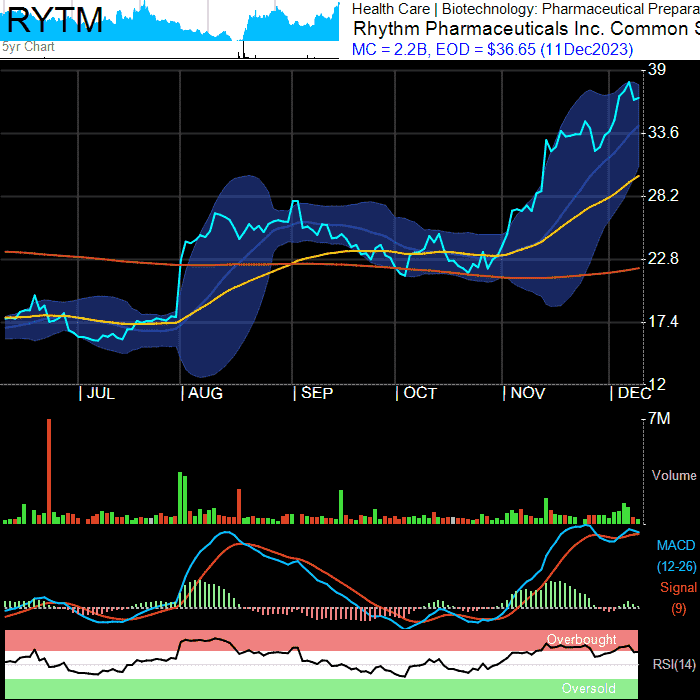 RYTM
5yr Chart
Health Care | Biotechnology: Pharmaceutical Prepara
Rhythm Pharmaceuticals Inc. Common S
MC = 2.2B, EOD = $36.65 (11Dec2023)
39
33.6
28.2
22.8
17.4
12
| JUL | AUG | SEP | OCT | NOV | DEC
7M
Volume
MACD
(12-26)
Signal
(9)
Overbought
RSI(14)
Oversold